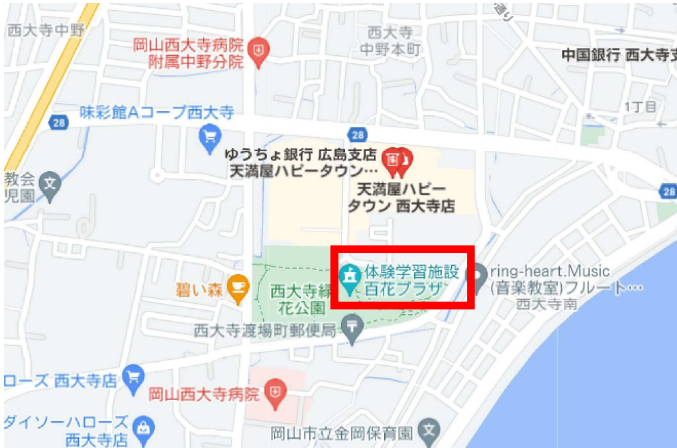 西大寺中野
西大寺
中野本町
通り
岡山西大寺病院
附属中野分院
中国銀行 西大寺支
味彩館Aコープ西大寺
1丁目
28
28
28
ゆうちょ銀行 広島支店
天満屋ハピータウン…
天満屋ハピー
タウン 西大寺店
教会
児園
体験学習施設
百花プラザ
ring-heart.Music
(音楽教室)フルート…
西大寺南
碧い森
西大寺緑
花公園
西大寺渡場町郵便局
ローズ 西大寺店
岡山西大寺病院
ダイソーハローズ
西大寺店
岡山市立金岡保育園